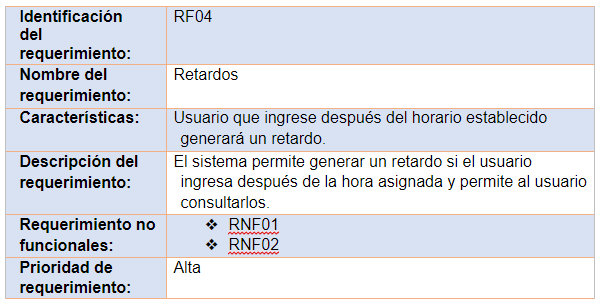 Identificación RF04
del
requerimiento:
Nombre del Retardos
requerimiento:
Características: Usuario que ingrese después del horario establecido
generará un retardo.
Descripción del El sistema permite generar un retardo si el usuario
requerimiento: ingresa después de la hora asignada y permite al usuario
consultarlos.
Requerimiento no ❖ RNF01
funcionales: ❖ RNF02
Prioridad de Alta
requerimiento: